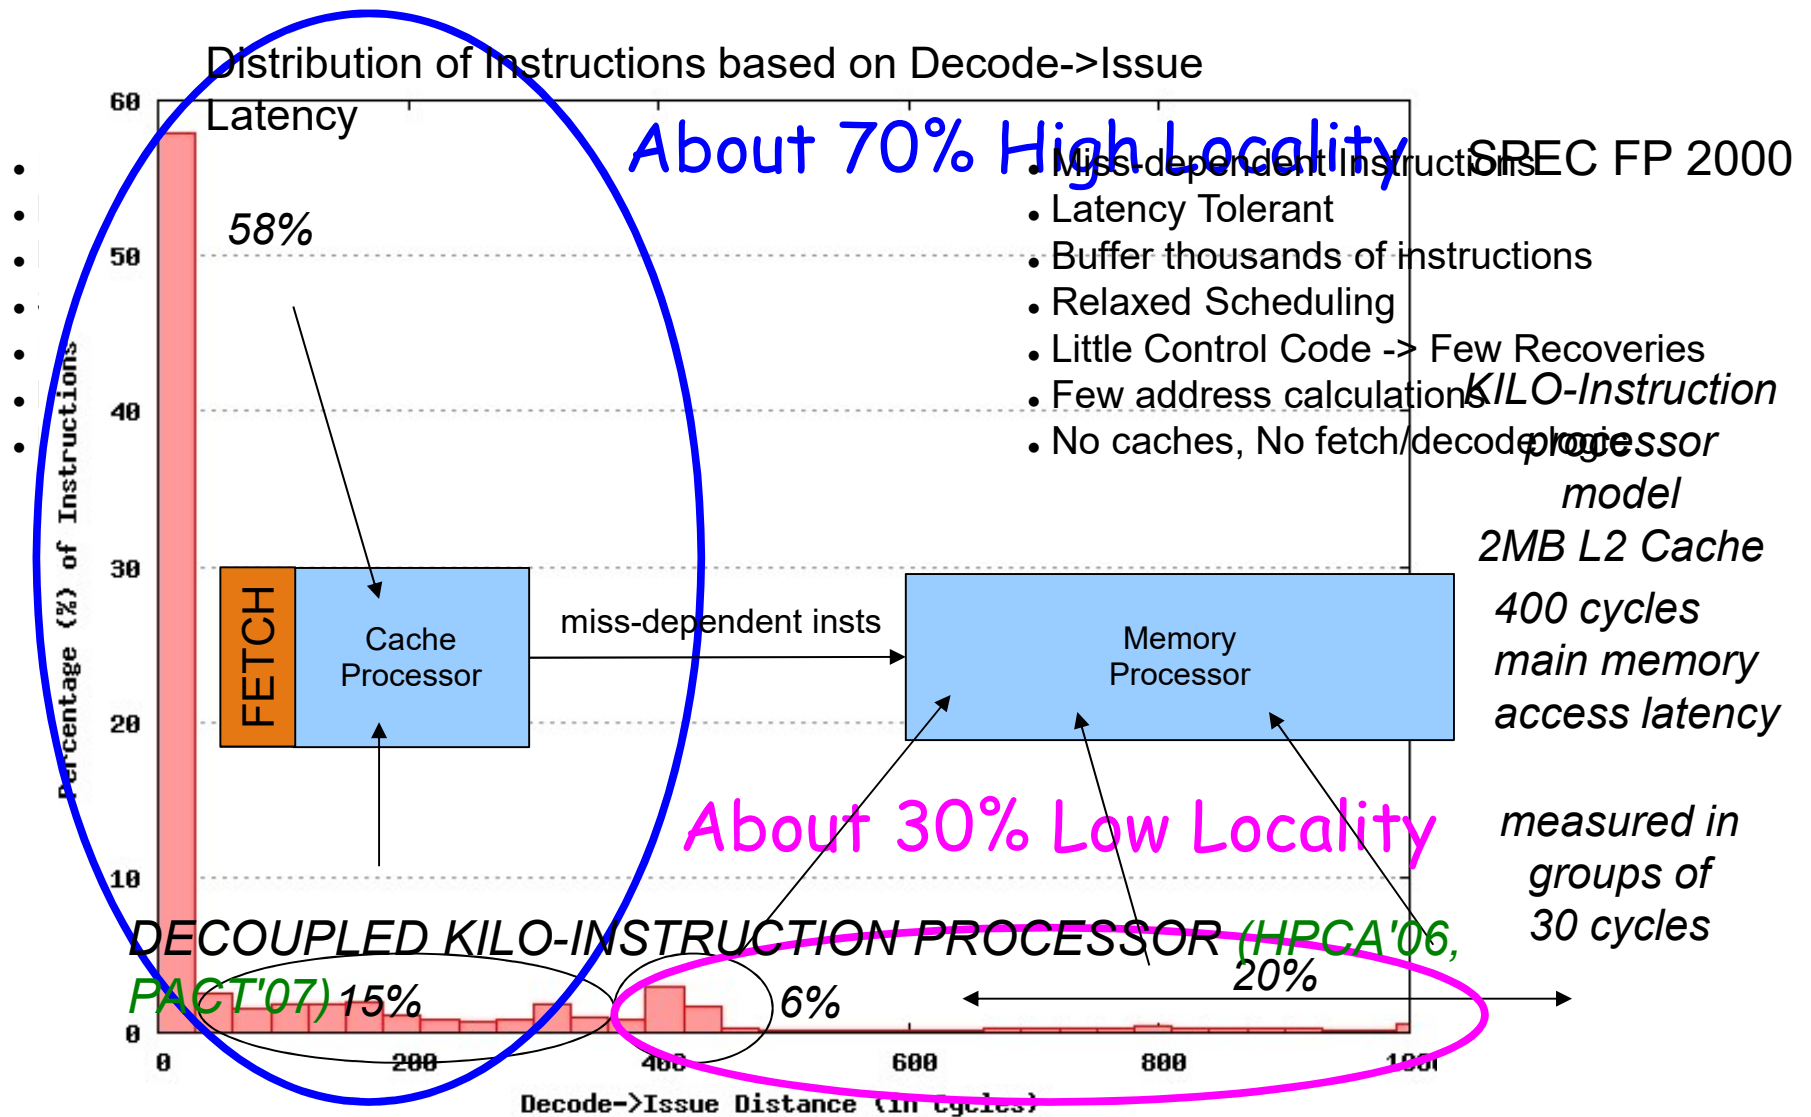 Distribution of Instructions based on Decode->Issue
Latency
About 70% High Locality
SPEC FP 2000
• Miss-dependent Instructions
• Latency Tolerant
• Buffer thousands of instructions
• Relaxed Scheduling
• Little Control Code -> Few Recoveries
• Few address calculations
• No caches, No fetch/decode logic
KILO-Instruction
processor
model
2MB L2 Cache
400 cycles
main memory
access latency
measured in
groups of
30 cycles
58%
FETCH
Cache
Processor
miss-dependent insts
Memory
Processor
About 30% Low Locality
DECOUPLED KILO-INSTRUCTION PROCESSOR (HPCA'06,
PACT'07)
15%
6%
20%
Percentage (%) of Instructions
60
50
40
30
20
10
0
0 200 400 600 800 1000
Decode->Issue Distance (in Cycles)